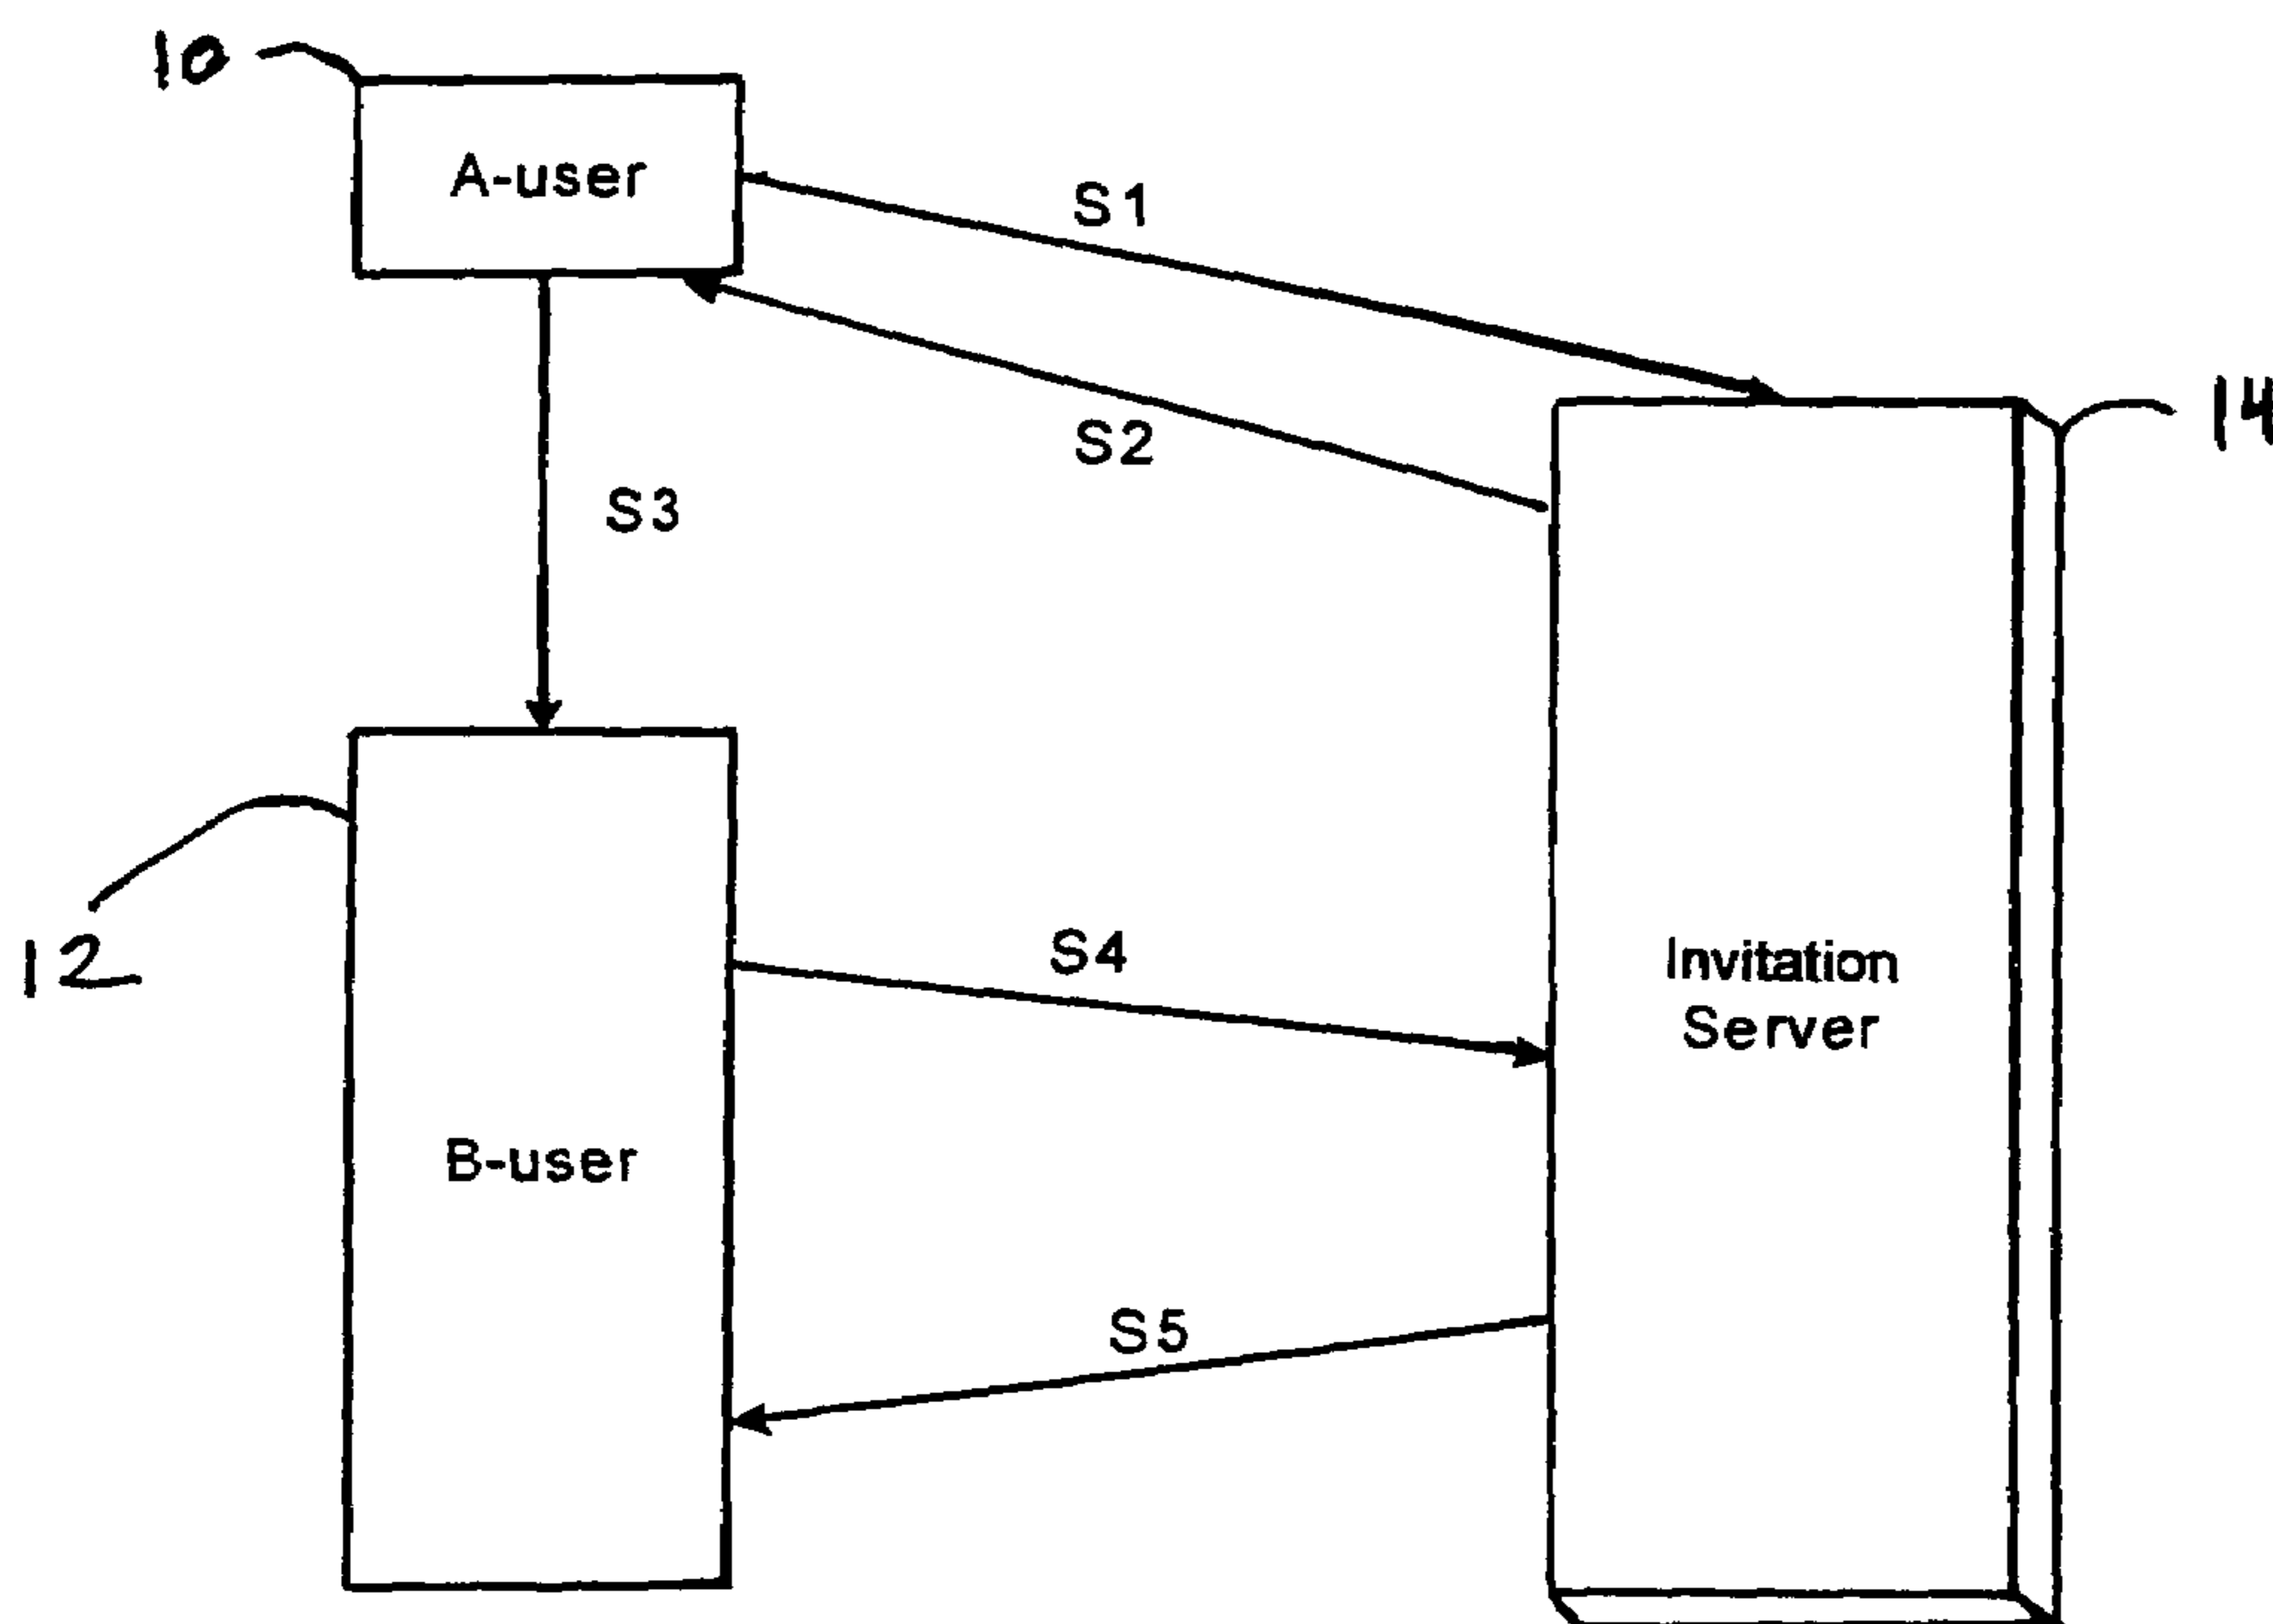 10
A-user
S1
14
S2
S3
12
S4
Invitation
Server
B-user
S5